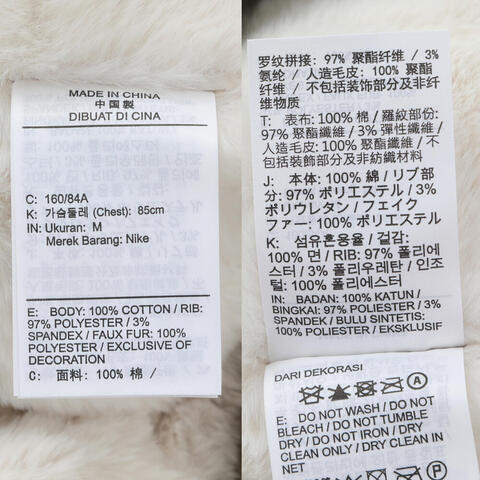 MADE IN CHINA
中國製
DIBUAT DI CINA
C: 160/84A
K: 가슴둘레 (Chest): 85cm
IN: Ukuran: M
Merek Barang: Nike
E: BODY: 100% COTTON / RIB:
97% POLYESTER / 3%
SPANDEX / FAUX FUR: 100%
POLYESTER / EXCLUSIVE OF
DECORATION
C: 面料: 100% 棉 /
罗纹拼接: 97% 聚酯纤维 / 3%
氨纶 / 人造毛皮: 100% 聚酯
纤维 / 不包括装饰部分及非纤
维物质
T: 表布: 100% 棉 / 羅紋部份:
97% 聚酯纖維 / 3% 彈性纖維 /
人造毛皮: 100% 聚酯纖維 / 不
包括裝飾部分及非紡織材料
J: 本体: 100% 綿 / リブ部
分: 97% ポリエステル / 3%
ポリウレタン / フェイク
ファー: 100% ポリエステル
K: 섬유혼용율 / 겉감:
100% 면 / RIB: 97% 폴리에
스터 / 3% 폴리우레탄 / 인조
털: 100% 폴리에스터
IN: BADAN: 100% KATUN /
BINGKAI: 97% POLIESTER / 3%
SPANDEK / BULU SINTETIS:
100% POLIESTER / EKSKLUSIF
DARI DEKORASI
E: DO NOT WASH / DO NOT
BLEACH / DO NOT TUMBLE
DRY / DO NOT IRON / DRY
CLEAN ONLY / DRY CLEAN IN
NET